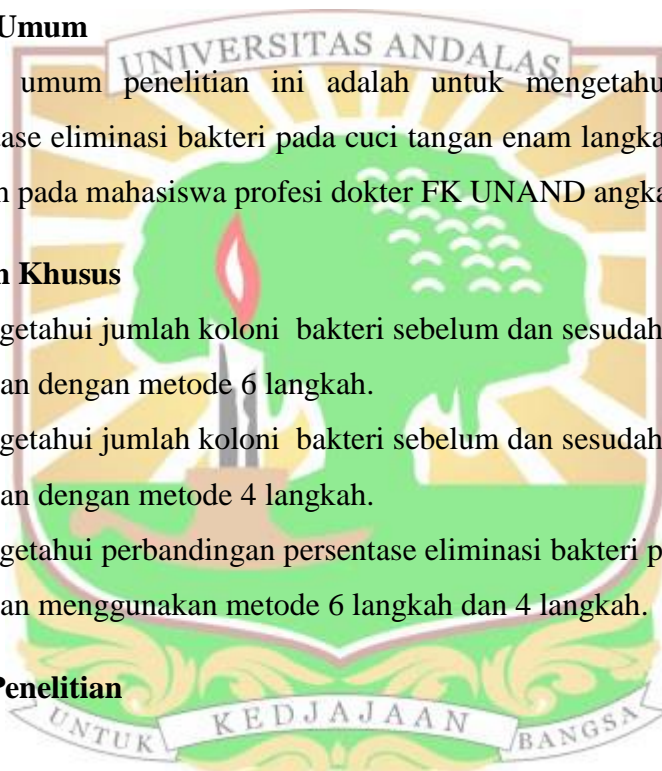 Umum
UNIVERSITAS ANDALAS
umum penelitian ini adalah untuk mengetahu
ase eliminasi bakteri pada cuci tangan enam langka
n pada mahasiswa profesi dokter FK UNAND angka
n Khusus
getahui jumlah koloni bakteri sebelum dan sesudah
an dengan metode 6 langkah.
getahui jumlah koloni bakteri sebelum dan sesudah
an dengan metode 4 langkah.
getahui perbandingan persentase eliminasi bakteri p
an menggunakan metode 6 langkah dan 4 langkah.
Penelitian
UNTUK KEDJAJAAN BANGSA